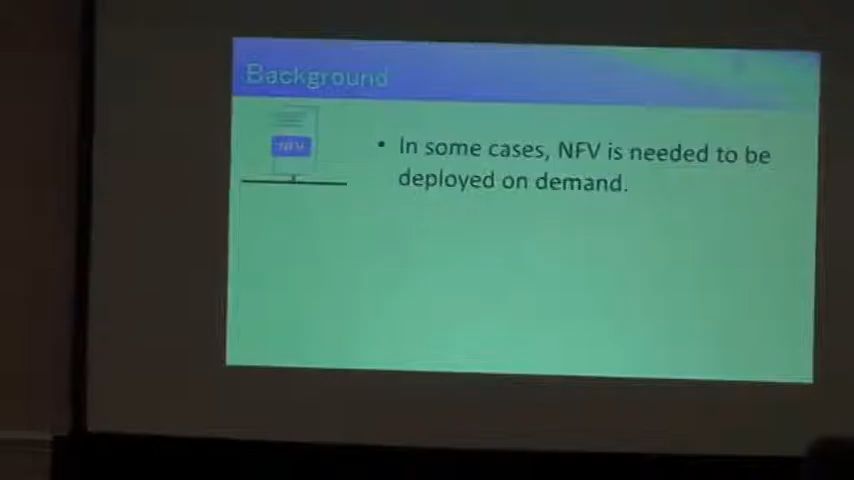 Background
NFV
• In some cases, NFV is needed to be
deployed on demand.